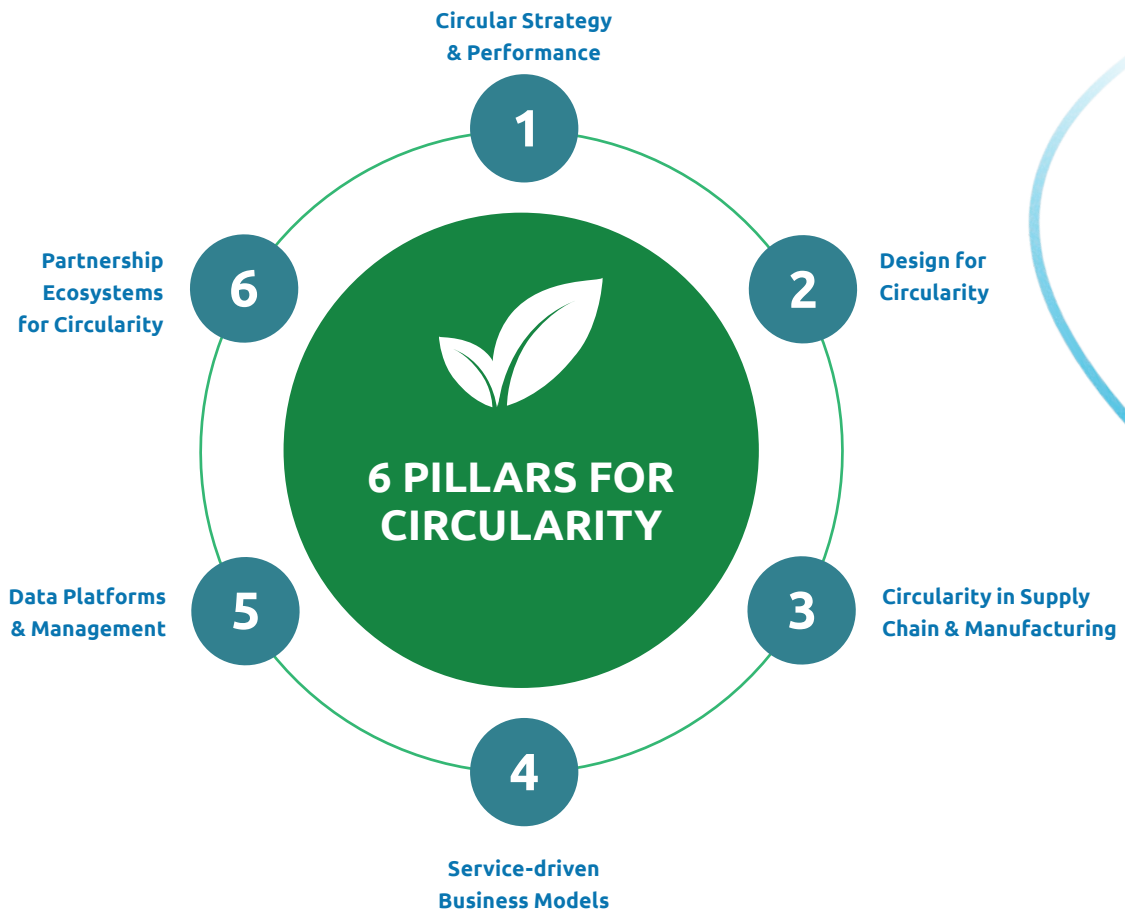 Circular Strategy
& Performance
1
2
Design for
Circularity
3
Circularity in Supply
Chain & Manufacturing
4
Service-driven
Business Models
5
Data Platforms
& Management
6
Partnership
Ecosystems
for Circularity
6 PILLARS FOR
CIRCULARITY